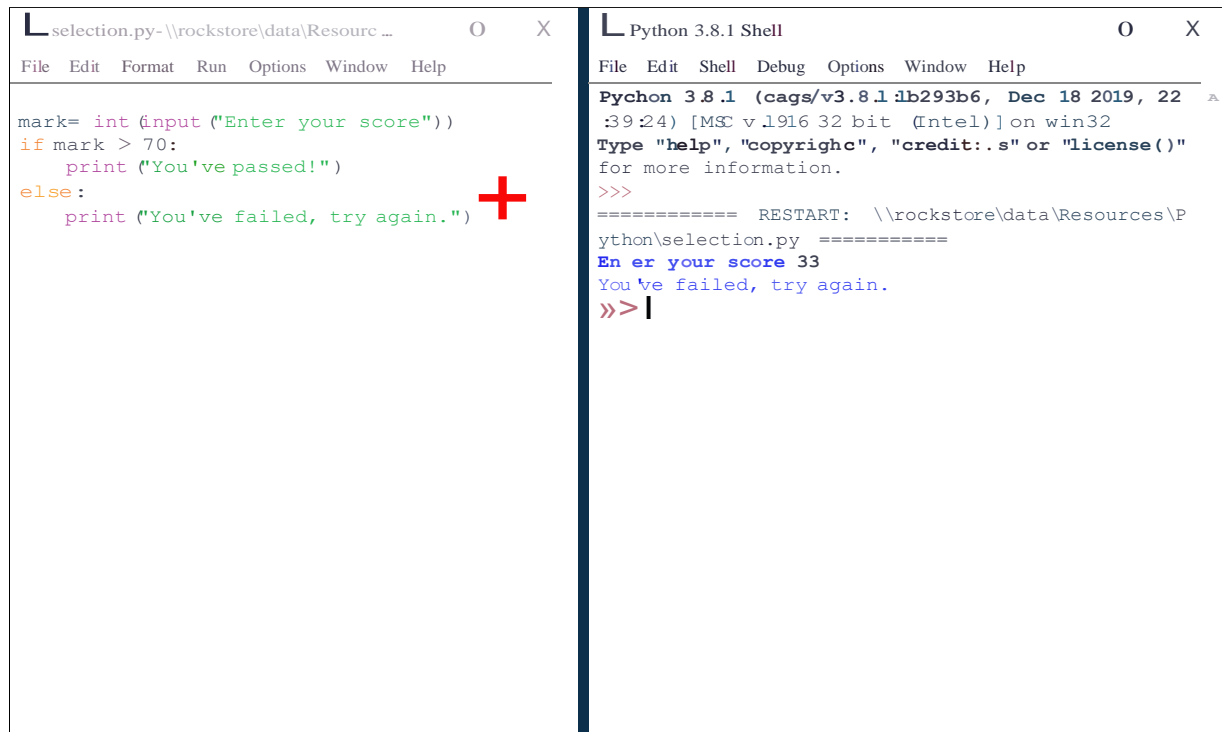 selection.py-\\rockstore\data\Resourc ... O X
File Edit Format Run Options Window Help
mark= int(input("Enter your score"))
if mark > 70:
    print("You've passed!")
else:
    print("You've failed, try again.")
Python 3.8.1 Shell O X
File Edit Shell Debug Options Window Help
Pychon 3.8.1 (cags/v3.8.l:lb293b6, Dec 18 2019, 22
:39:24) [MSC v.l916 32 bit (Intel)] on win32
Type "help", "copyrighc", "credit:.s" or "license()"
for more information.
>>>
============ RESTART: \\rockstore\data\Resources\P
ython\selection.py ===========
En er your score 33
You've failed, try again.
»>